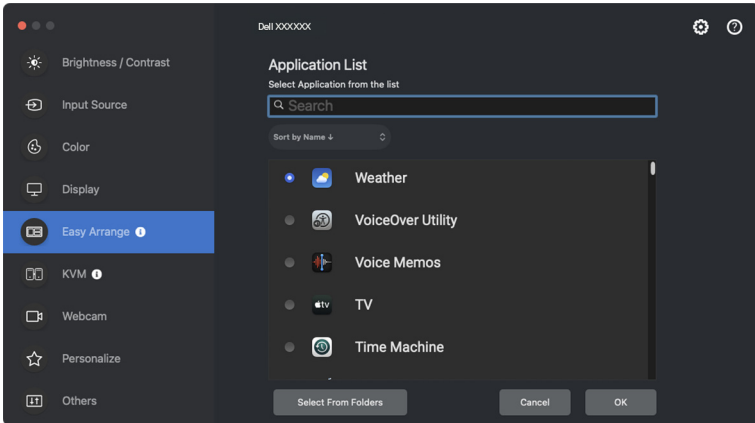 Dell XXXXXX
Brightness / Contrast
Input Source
Color
Display
Easy Arrange
KVM
Webcam
Personalize
Others
Application List
Select Application from the list
Search
Sort by Name ↓
Weather
VoiceOver Utility
Voice Memos
tv TV
Time Machine
Select From Folders
Cancel
OK